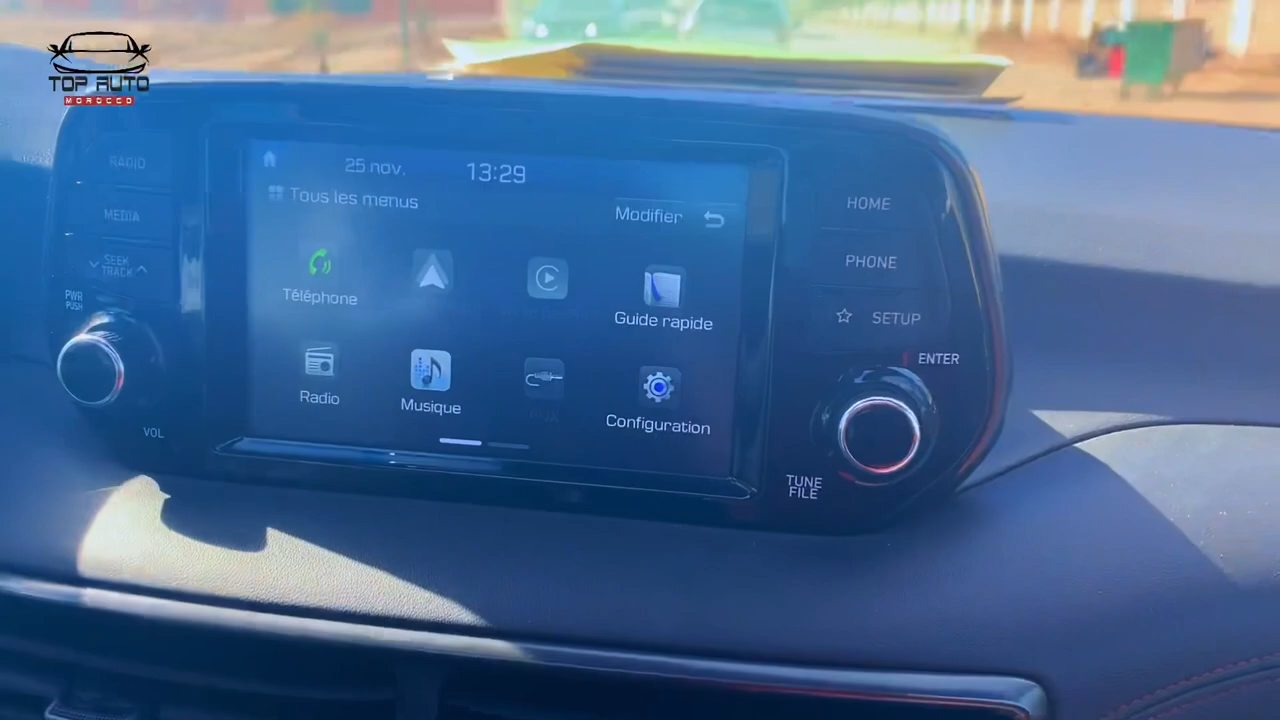 TOP AUTO
MOROCCO
RADIO
MEDIA
SEEK
TRACK
PWR
PUSH
VOL
25 nov.
13:29
Tous les menus
Modifier
Téléphone
Guide rapide
Radio
Musique
AUX
Configuration
HOME
PHONE
SETUP
ENTER
TUNE
FILE